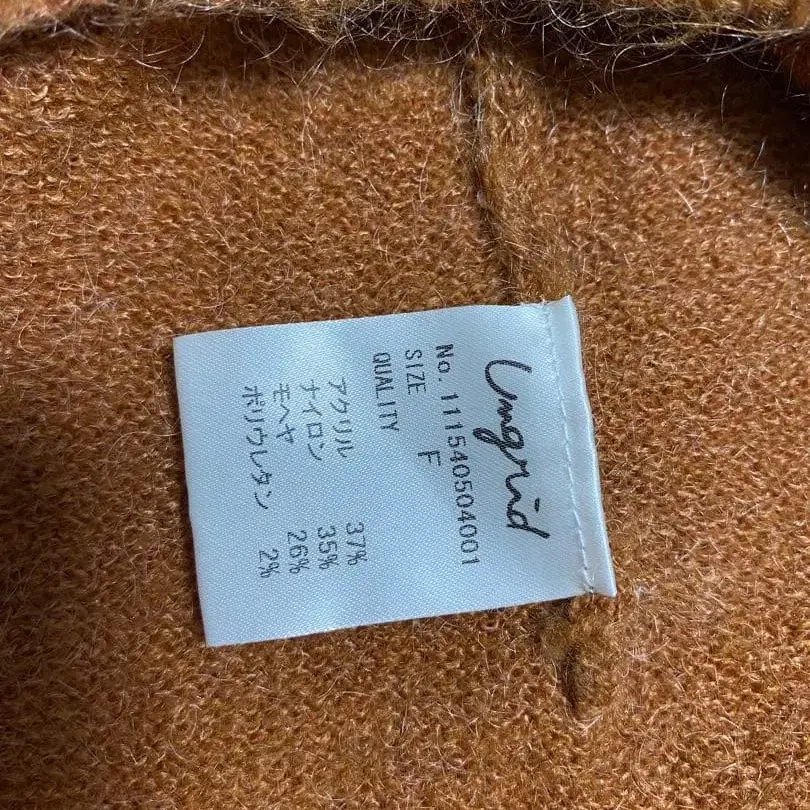 Ungrid
No. 111540504001
SIZE F
QUALITY
アクリル 37%
ナイロン 35%
モヘヤ 26%
ポリウレタン 2%